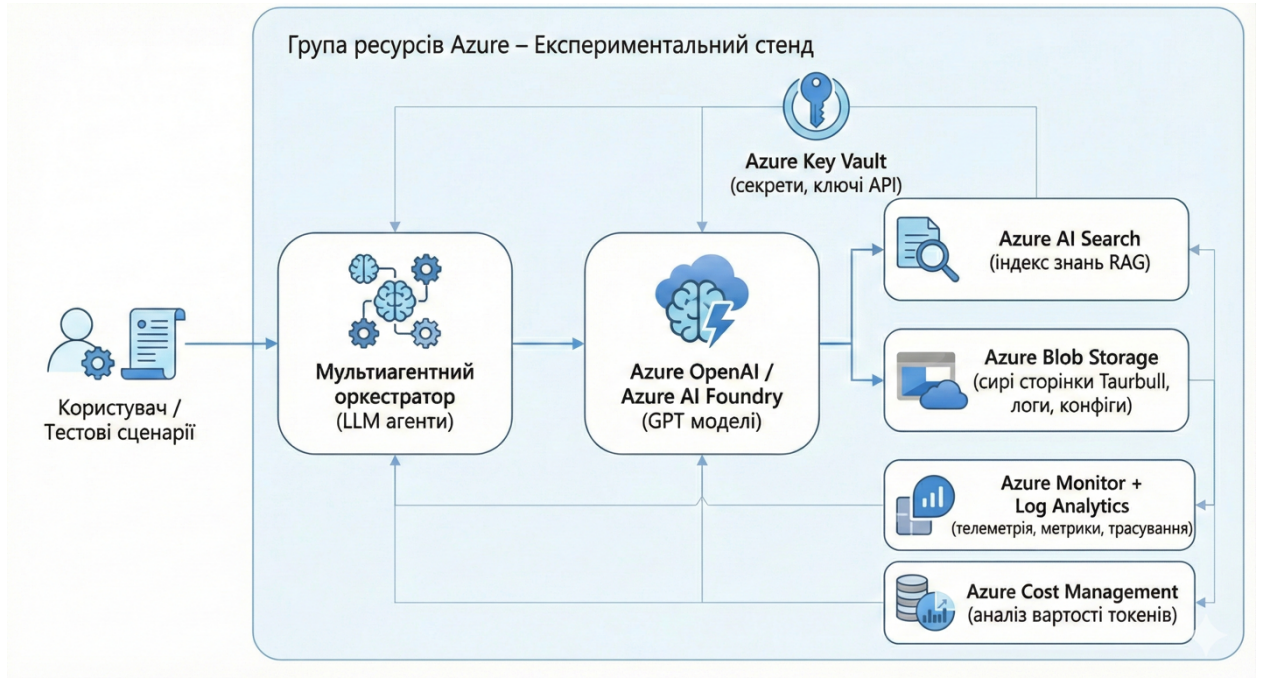 Група ресурсів Azure – Експериментальний стенд
Azure Key Vault
(секрети, ключі API)
Azure AI Search
(індекс знань RAG)
Мультиагентний
оркестратор
(LLM агенти)
Azure OpenAI /
Azure AI Foundry
(GPT моделі)
Azure Blob Storage
(сирі сторінки Taurbull,
логи, конфіги)
Користувач /
Тестові сценарії
Azure Monitor +
Log Analytics
(телеметрія, метрики, трасування)
Azure Cost Management
(аналіз вартості токенів)